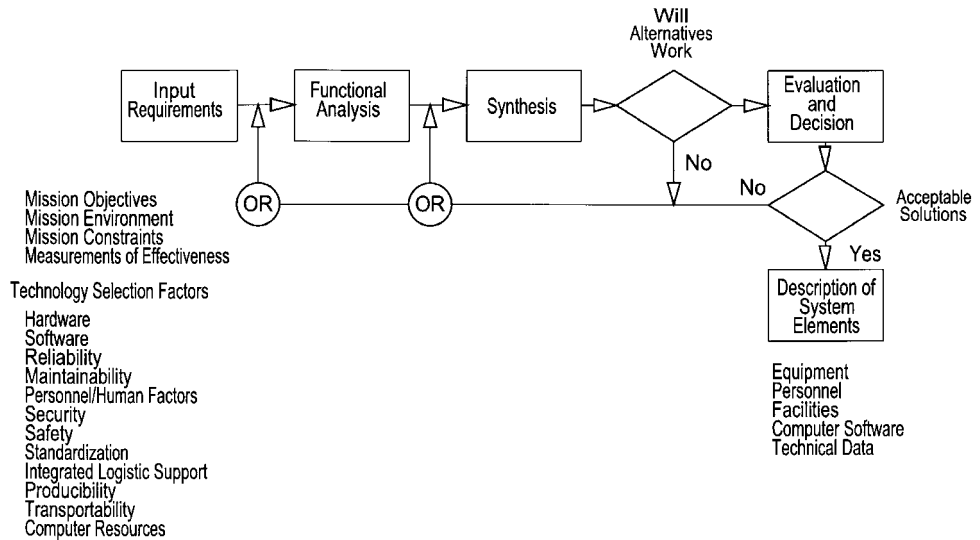 Will
Alternatives
Work
Input
Requirements
Functional
Analysis
Synthesis
Evaluation
and
Decision
No
No
OR
OR
Acceptable
Solutions
Yes
Mission Objectives
Mission Environment
Mission Constraints
Measurements of Effectiveness
Technology Selection Factors
Hardware
Software
Reliability
Maintainability
Personnel/Human Factors
Security
Safety
Standardization
Integrated Logistic Support
Producibility
Transportability
Computer Resources
Description of
System
Elements
Equipment
Personnel
Facilities
Computer Software
Technical Data